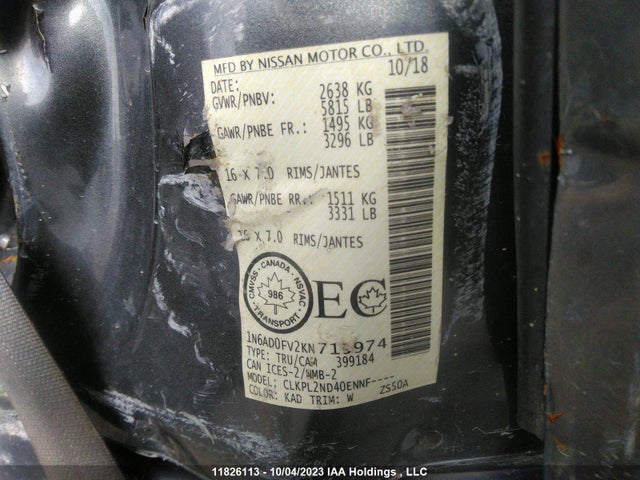 MFD BY NISSAN MOTOR CO., LTD.
DATE: 10/18
GVWR/PNBV: 2638 KG
5815 LB
GAWR/PNBE FR.: 1495 KG
3296 LB
16 X 7.0 RIMS/JANTES
GAWR/PNBE RR.: 1511 KG
3331 LB
16 X 7.0 RIMS/JANTES
CMVSS - CANADA - NSVAC
986
TRANSPORT
EC
TYPE: TRU/CAM 399184
CAN ICES-2/NMB-2
MODEL: CLKPL2ND40ENNF----
COLOR: KAD TRIM: W ZS50A
11826113 - 10/04/2023 IAA Holdings , LLC